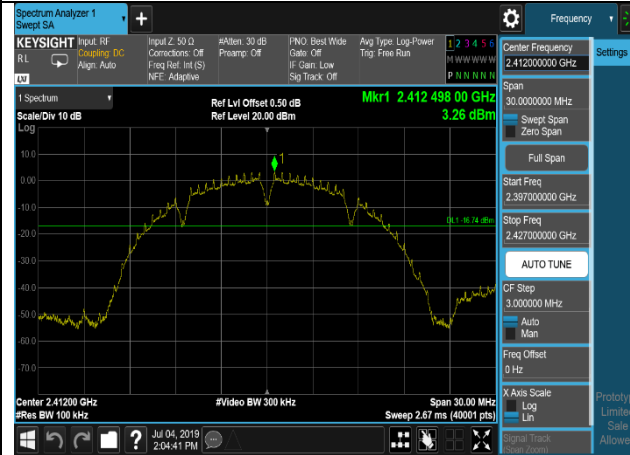 Spectrum Analyzer 1
Swept SA
+
Frequency
KEYSIGHT
RL
LXI
Input: RF
Coupling: DC
Align: Auto
Input Z: 50 Ω
Corrections: Off
Freq Ref: Int (S)
NFE: Adaptive
#Atten: 30 dB
Preamp: Off
PNO: Best Wide
Gate: Off
IF Gain: Low
Sig Track: Off
Avg Type: Log-Power
Trig: Free Run
1 2 3 4 5 6
M W W W W W
P N N N N N
Center Frequency
2.412000000 GHz
Settings
1 Spectrum
Scale/Div 10 dB
Ref Lvl Offset 0.50 dB
Ref Level 20.00 dBm
Mkr1 2.412 498 00 GHz
3.26 dBm
Span
30.0000000 MHz
Swept Span
Zero Span
Full Span
Start Freq
2.397000000 GHz
Stop Freq
2.427000000 GHz
AUTO TUNE
CF Step
3.000000 MHz
Auto
Man
Freq Offset
0 Hz
X Axis Scale
Log
Lin
Signal Track
(Span Zoom)
Log
10.0
0.00
-10.0
-20.0
-30.0
-40.0
-50.0
-60.0
-70.0
1
DL1 -16.74 dBm
Center 2.41200 GHz
#Res BW 100 kHz
#Video BW 300 kHz
Span 30.00 MHz
Sweep 2.67 ms (40001 pts)
Jul 04, 2019
2:04:41 PM
?